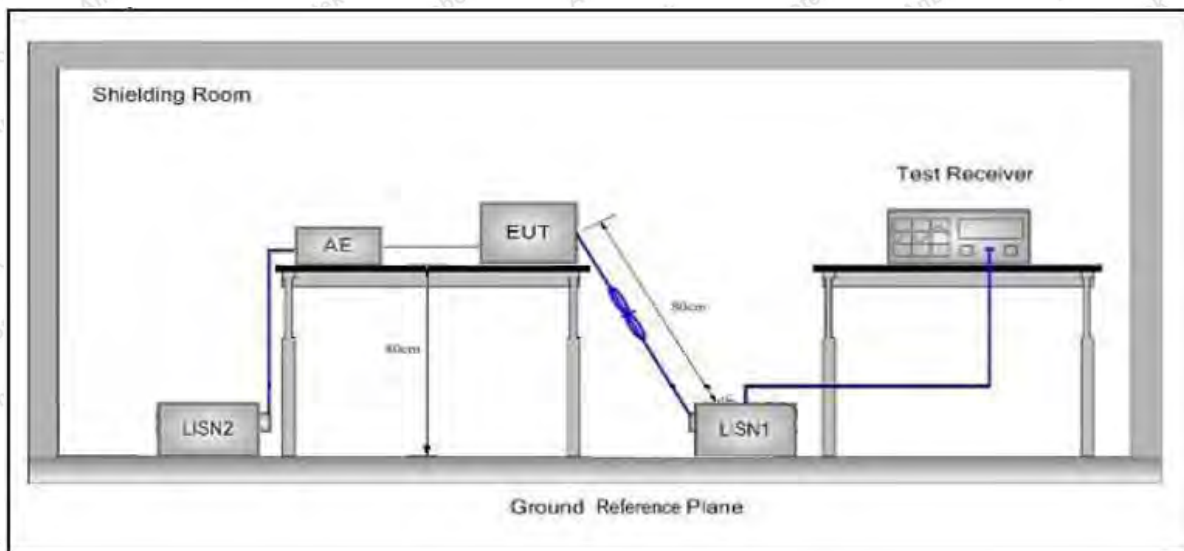 Shielding Room
Test Receiver
AE
EUT
80cm
80cm
LISN2
LISN1
Ground Reference Plane